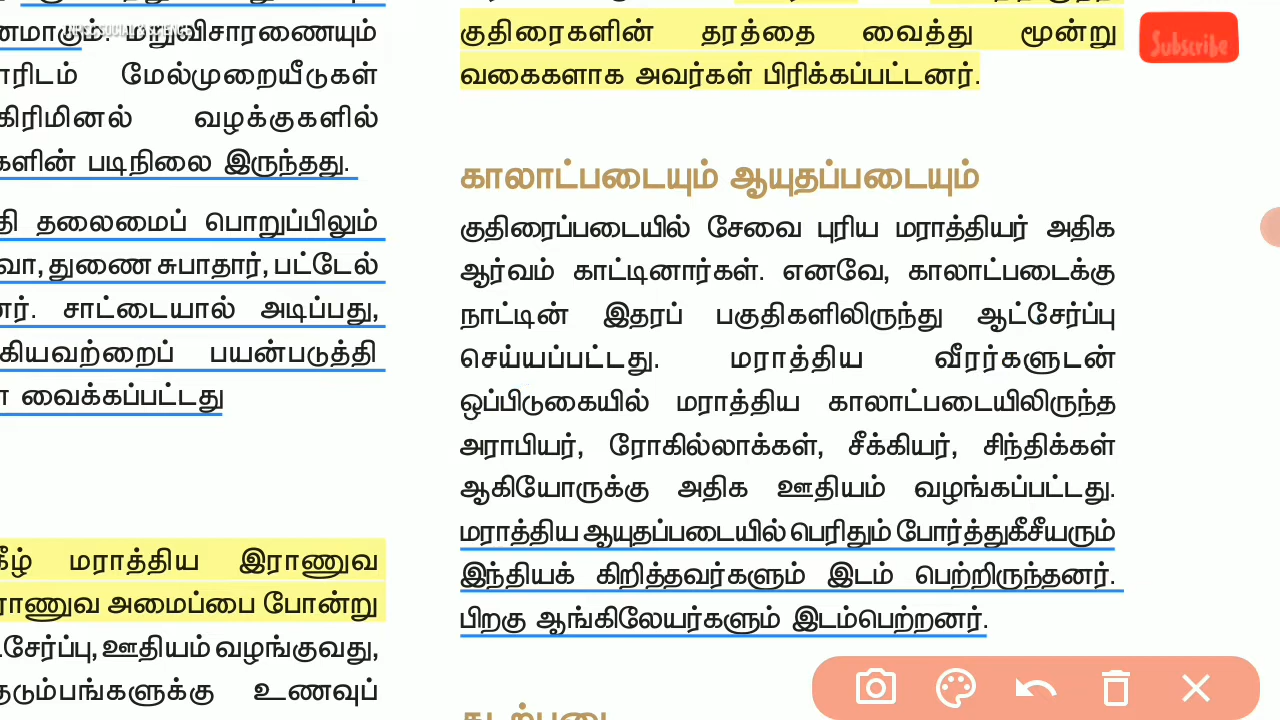 னமாகும். மறுவிசாரணையும்
ாரிடம் மேல்முறையீடுகள்
கிரிமினல் வழக்குகளில்
களின் படிநிலை இருந்தது.
தி தலைமைப் பொறுப்பிலும்
வா, துணை சுபாதார், பட்டேல்
னர். சாட்டையால் அடிப்பது,
கியவற்றைப் பயன்படுத்தி
வைக்கப்பட்டது
கீழ் மராத்திய இராணுவ
ராணுவ அமைப்பை போன்று
சேர்ப்பு, ஊதியம் வழங்குவது,
குடும்பங்களுக்கு உணவுப்
குதிரைகளின் தரத்தை வைத்து மூன்று
வகைகளாக அவர்கள் பிரிக்கப்பட்டனர்.
Subscribe
காலாட்படையும் ஆயுதப்படையும்
குதிரைப்படையில் சேவை புரிய மராத்தியர் அதிக
ஆர்வம் காட்டினார்கள். எனவே, காலாட்படைக்கு
நாட்டின் இதரப் பகுதிகளிலிருந்து ஆட்சேர்ப்பு
செய்யப்பட்டது. மராத்திய வீரர்களுடன்
ஒப்பிடுகையில் மராத்திய காலாட்படையிலிருந்த
அராபியர், ரோகில்லாக்கள், சீக்கியர், சிந்திக்கள்
ஆகியோருக்கு அதிக ஊதியம் வழங்கப்பட்டது.
மராத்திய ஆயுதப்படையில் பெரிதும் போர்த்துகீசீயரும்
இந்தியக் கிறித்தவர்களும் இடம் பெற்றிருந்தனர்.
பிறகு ஆங்கிலேயர்களும் இடம்பெற்றனர்.